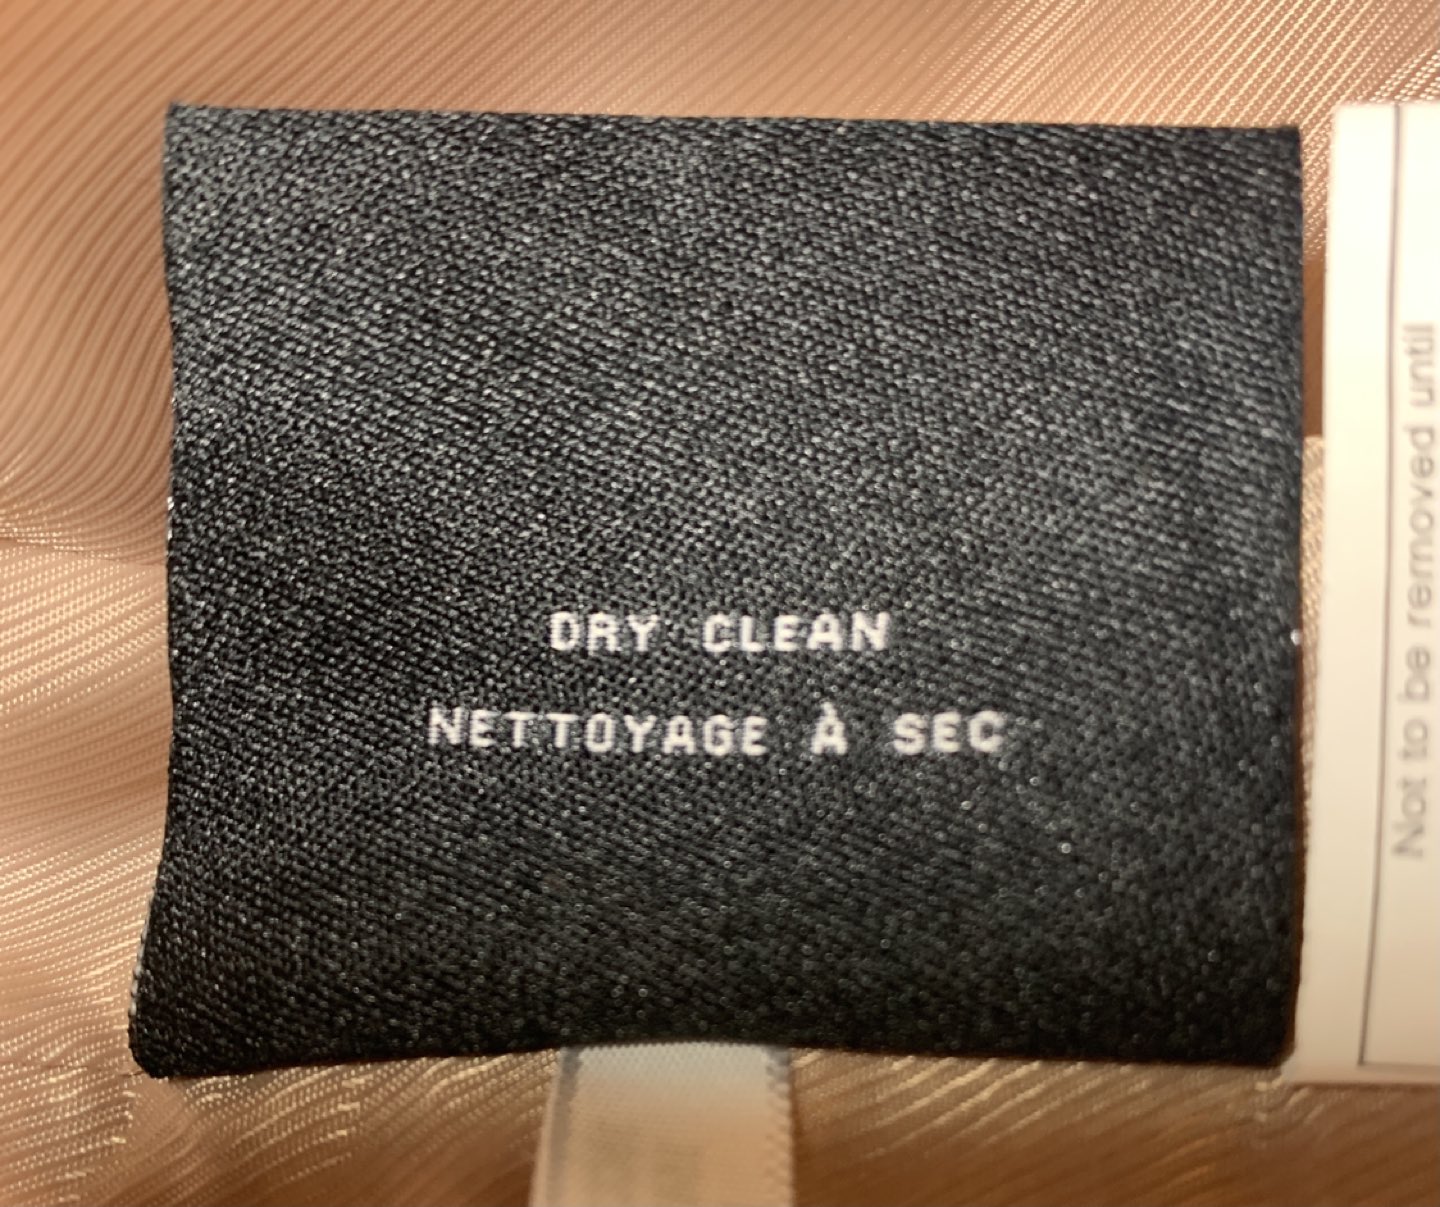 DRY CLEAN
NETTOYAGE À SEC
Not to be removed until